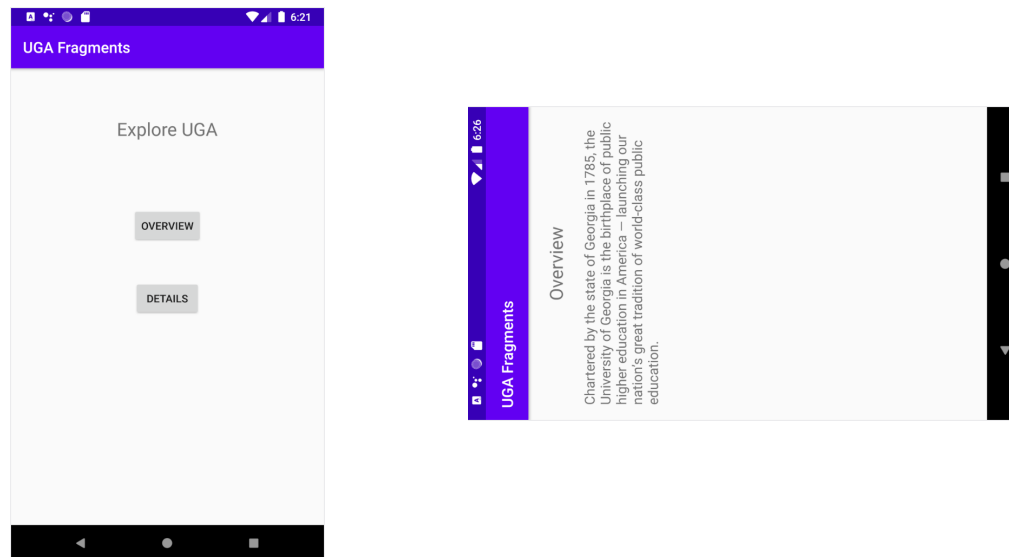 6:21
UGA Fragments
Explore UGA
OVERVIEW
DETAILS
6:26
UGA Fragments
Overview
Chartered by the state of Georgia in 1785, the
University of Georgia is the birthplace of public
higher education in America – launching our
nation's great tradition of world-class public
education.